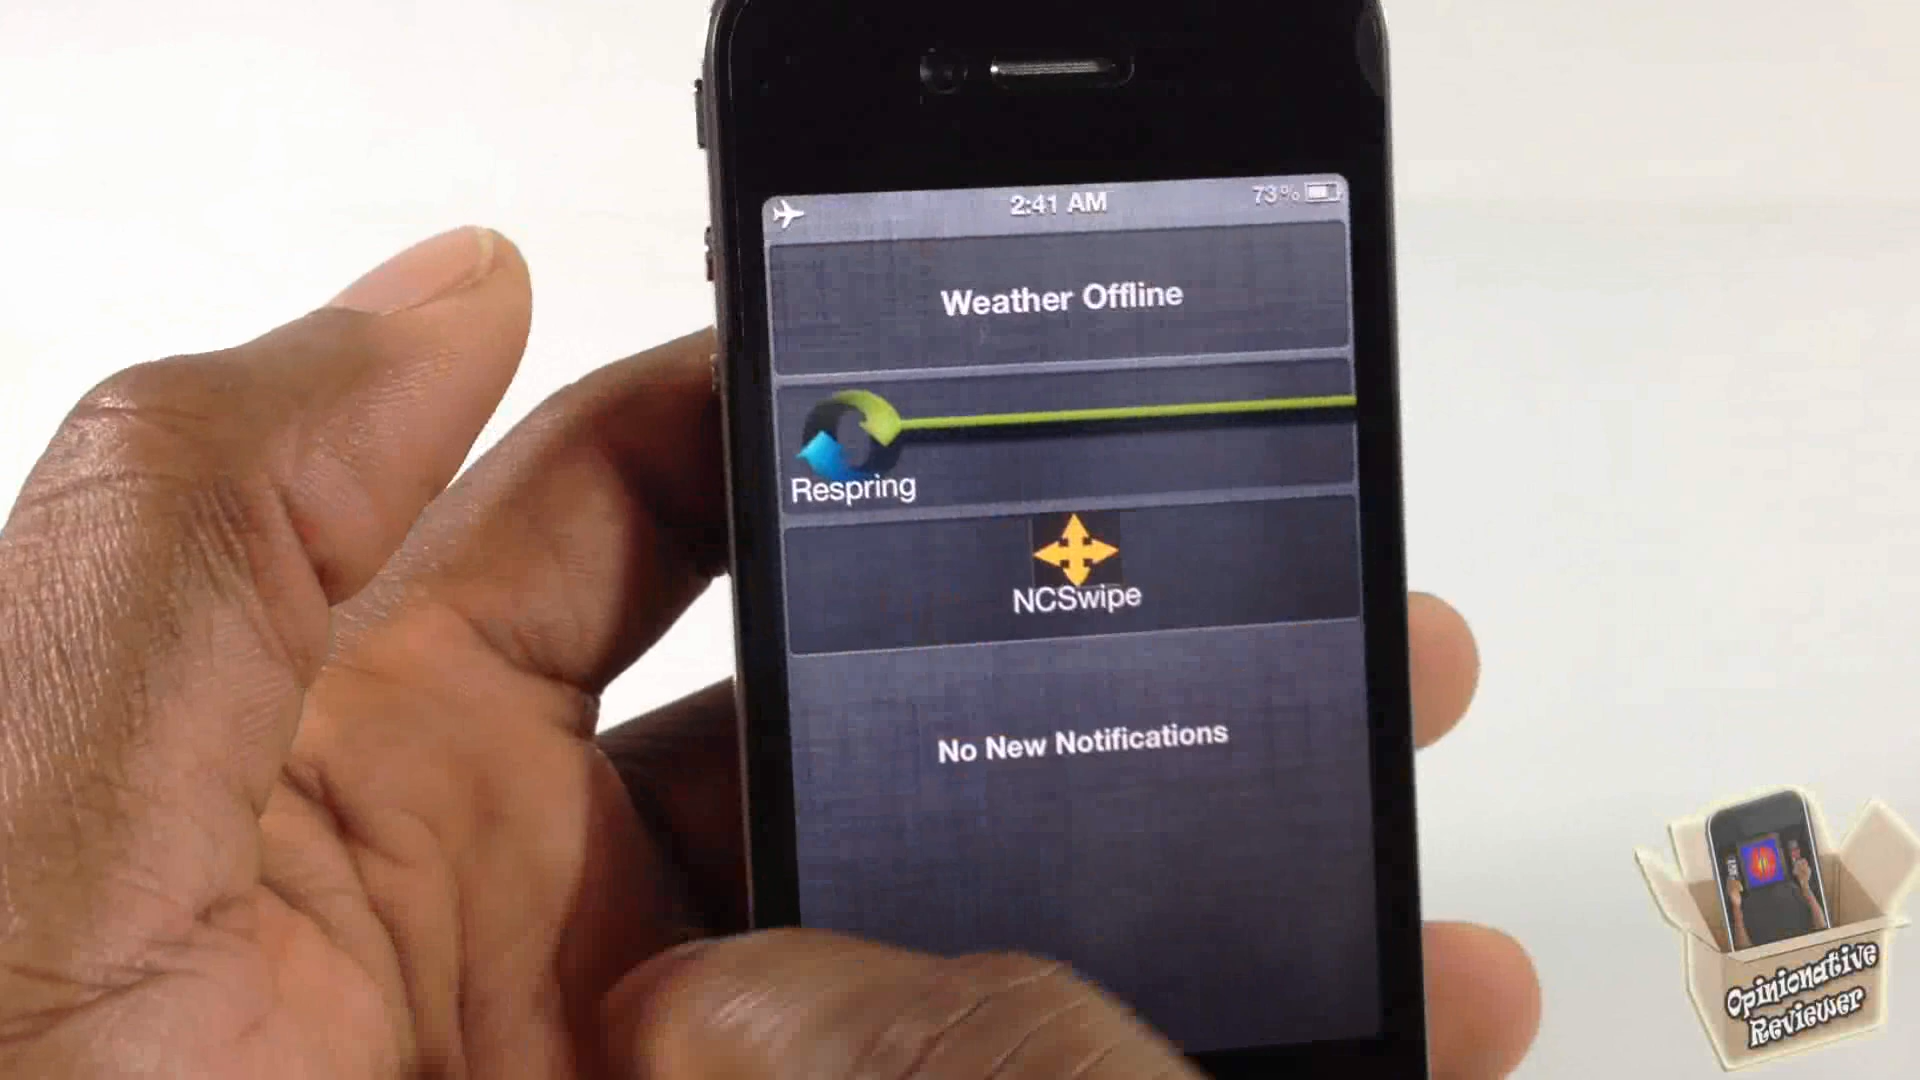 2:41 AM
73%
Weather Offline
Respring
NCSwipe
No New Notifications
Opinionative
Reviewer